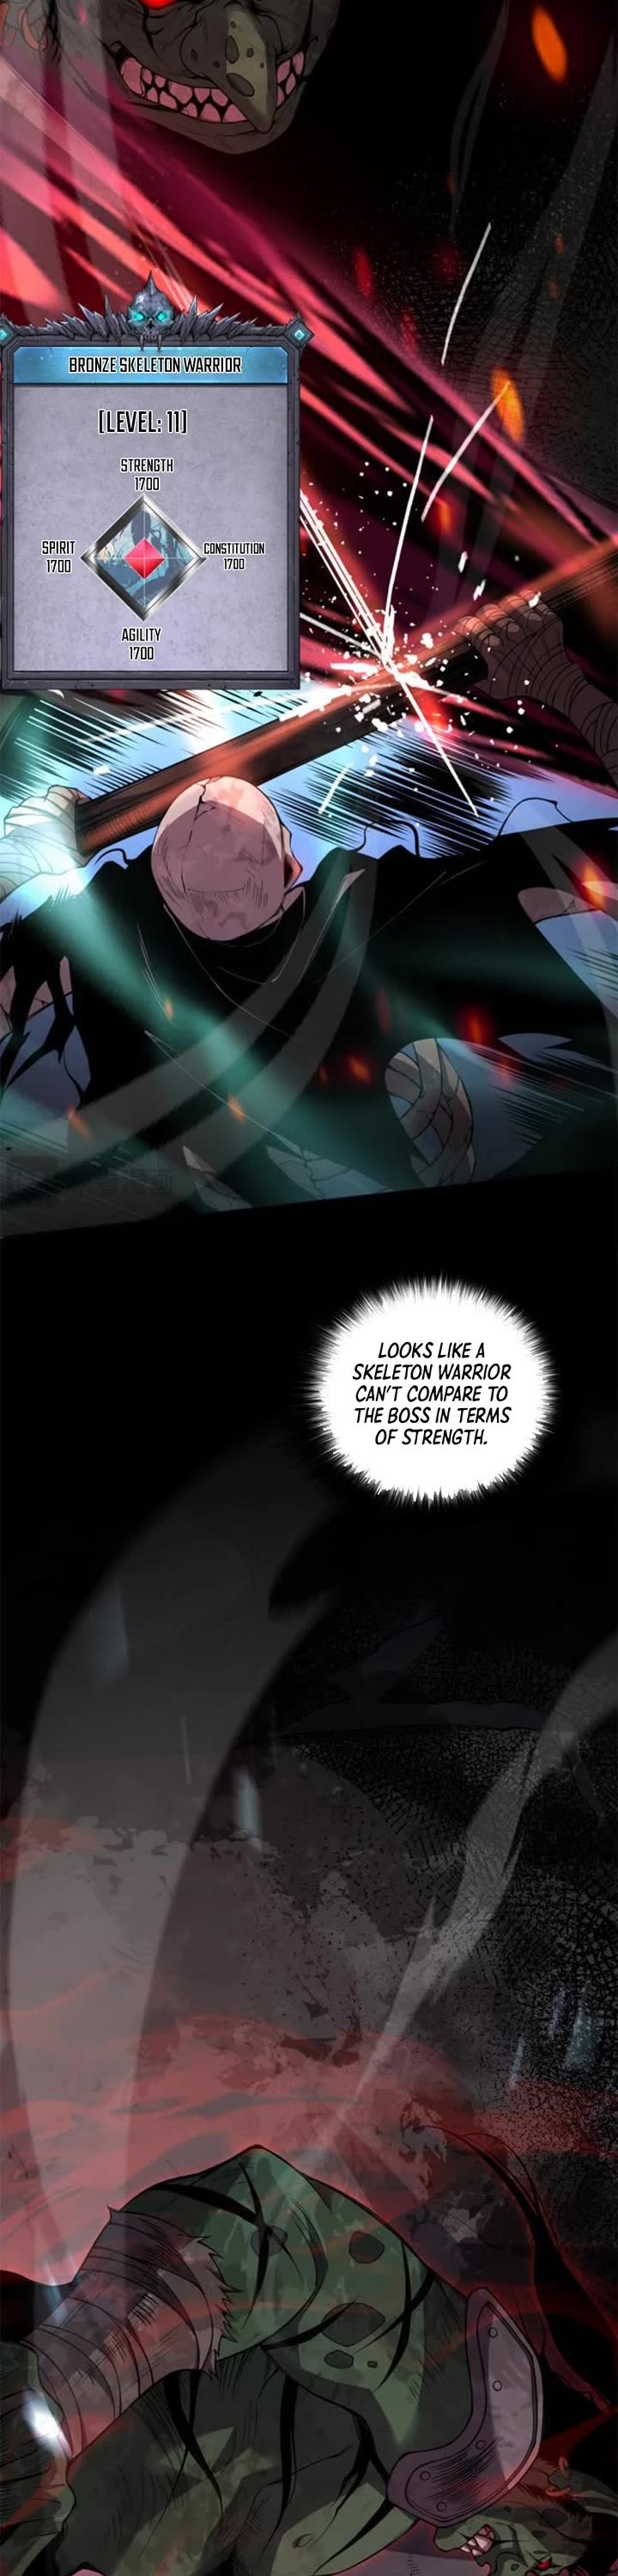 BRONZE SKELETON WARRIOR
[LEVEL: 11]
STRENGTH
1700
SPIRIT
1700
CONSTITUTION
1700
AGILITY
1700
LOOKS LIKE A
SKELETON WARRIOR
CAN'T COMPARE TO
THE BOSS IN TERMS
OF STRENGTH.